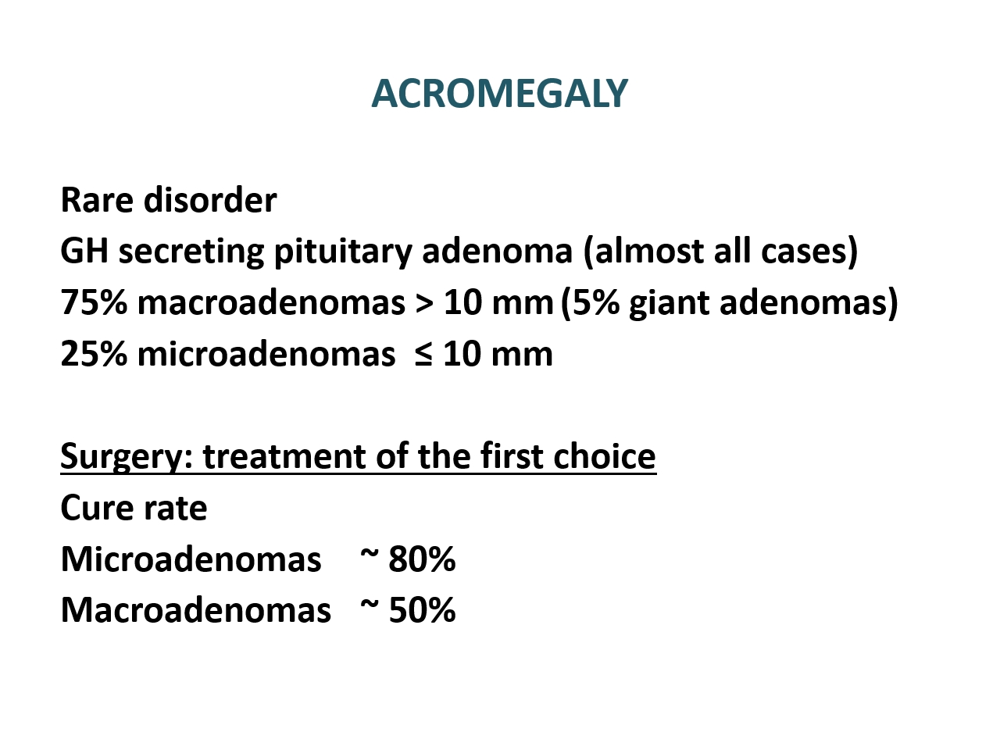 ACROMEGALY
Rare disorder
GH secreting pituitary adenoma (almost all cases)
75% macroadenomas > 10 mm (5% giant adenomas)
25% microadenomas ≤ 10 mm
Surgery: treatment of the first choice
Cure rate
Microadenomas ~ 80%
Macroadenomas ~ 50%